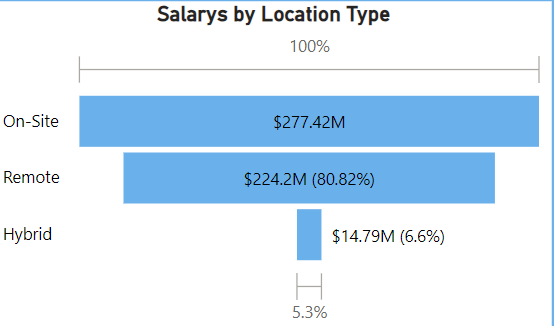 Salarys by Location Type
100%
On-Site $277.42M
Remote $224.2M (80.82%)
Hybrid $14.79M (6.6%)
5.3%